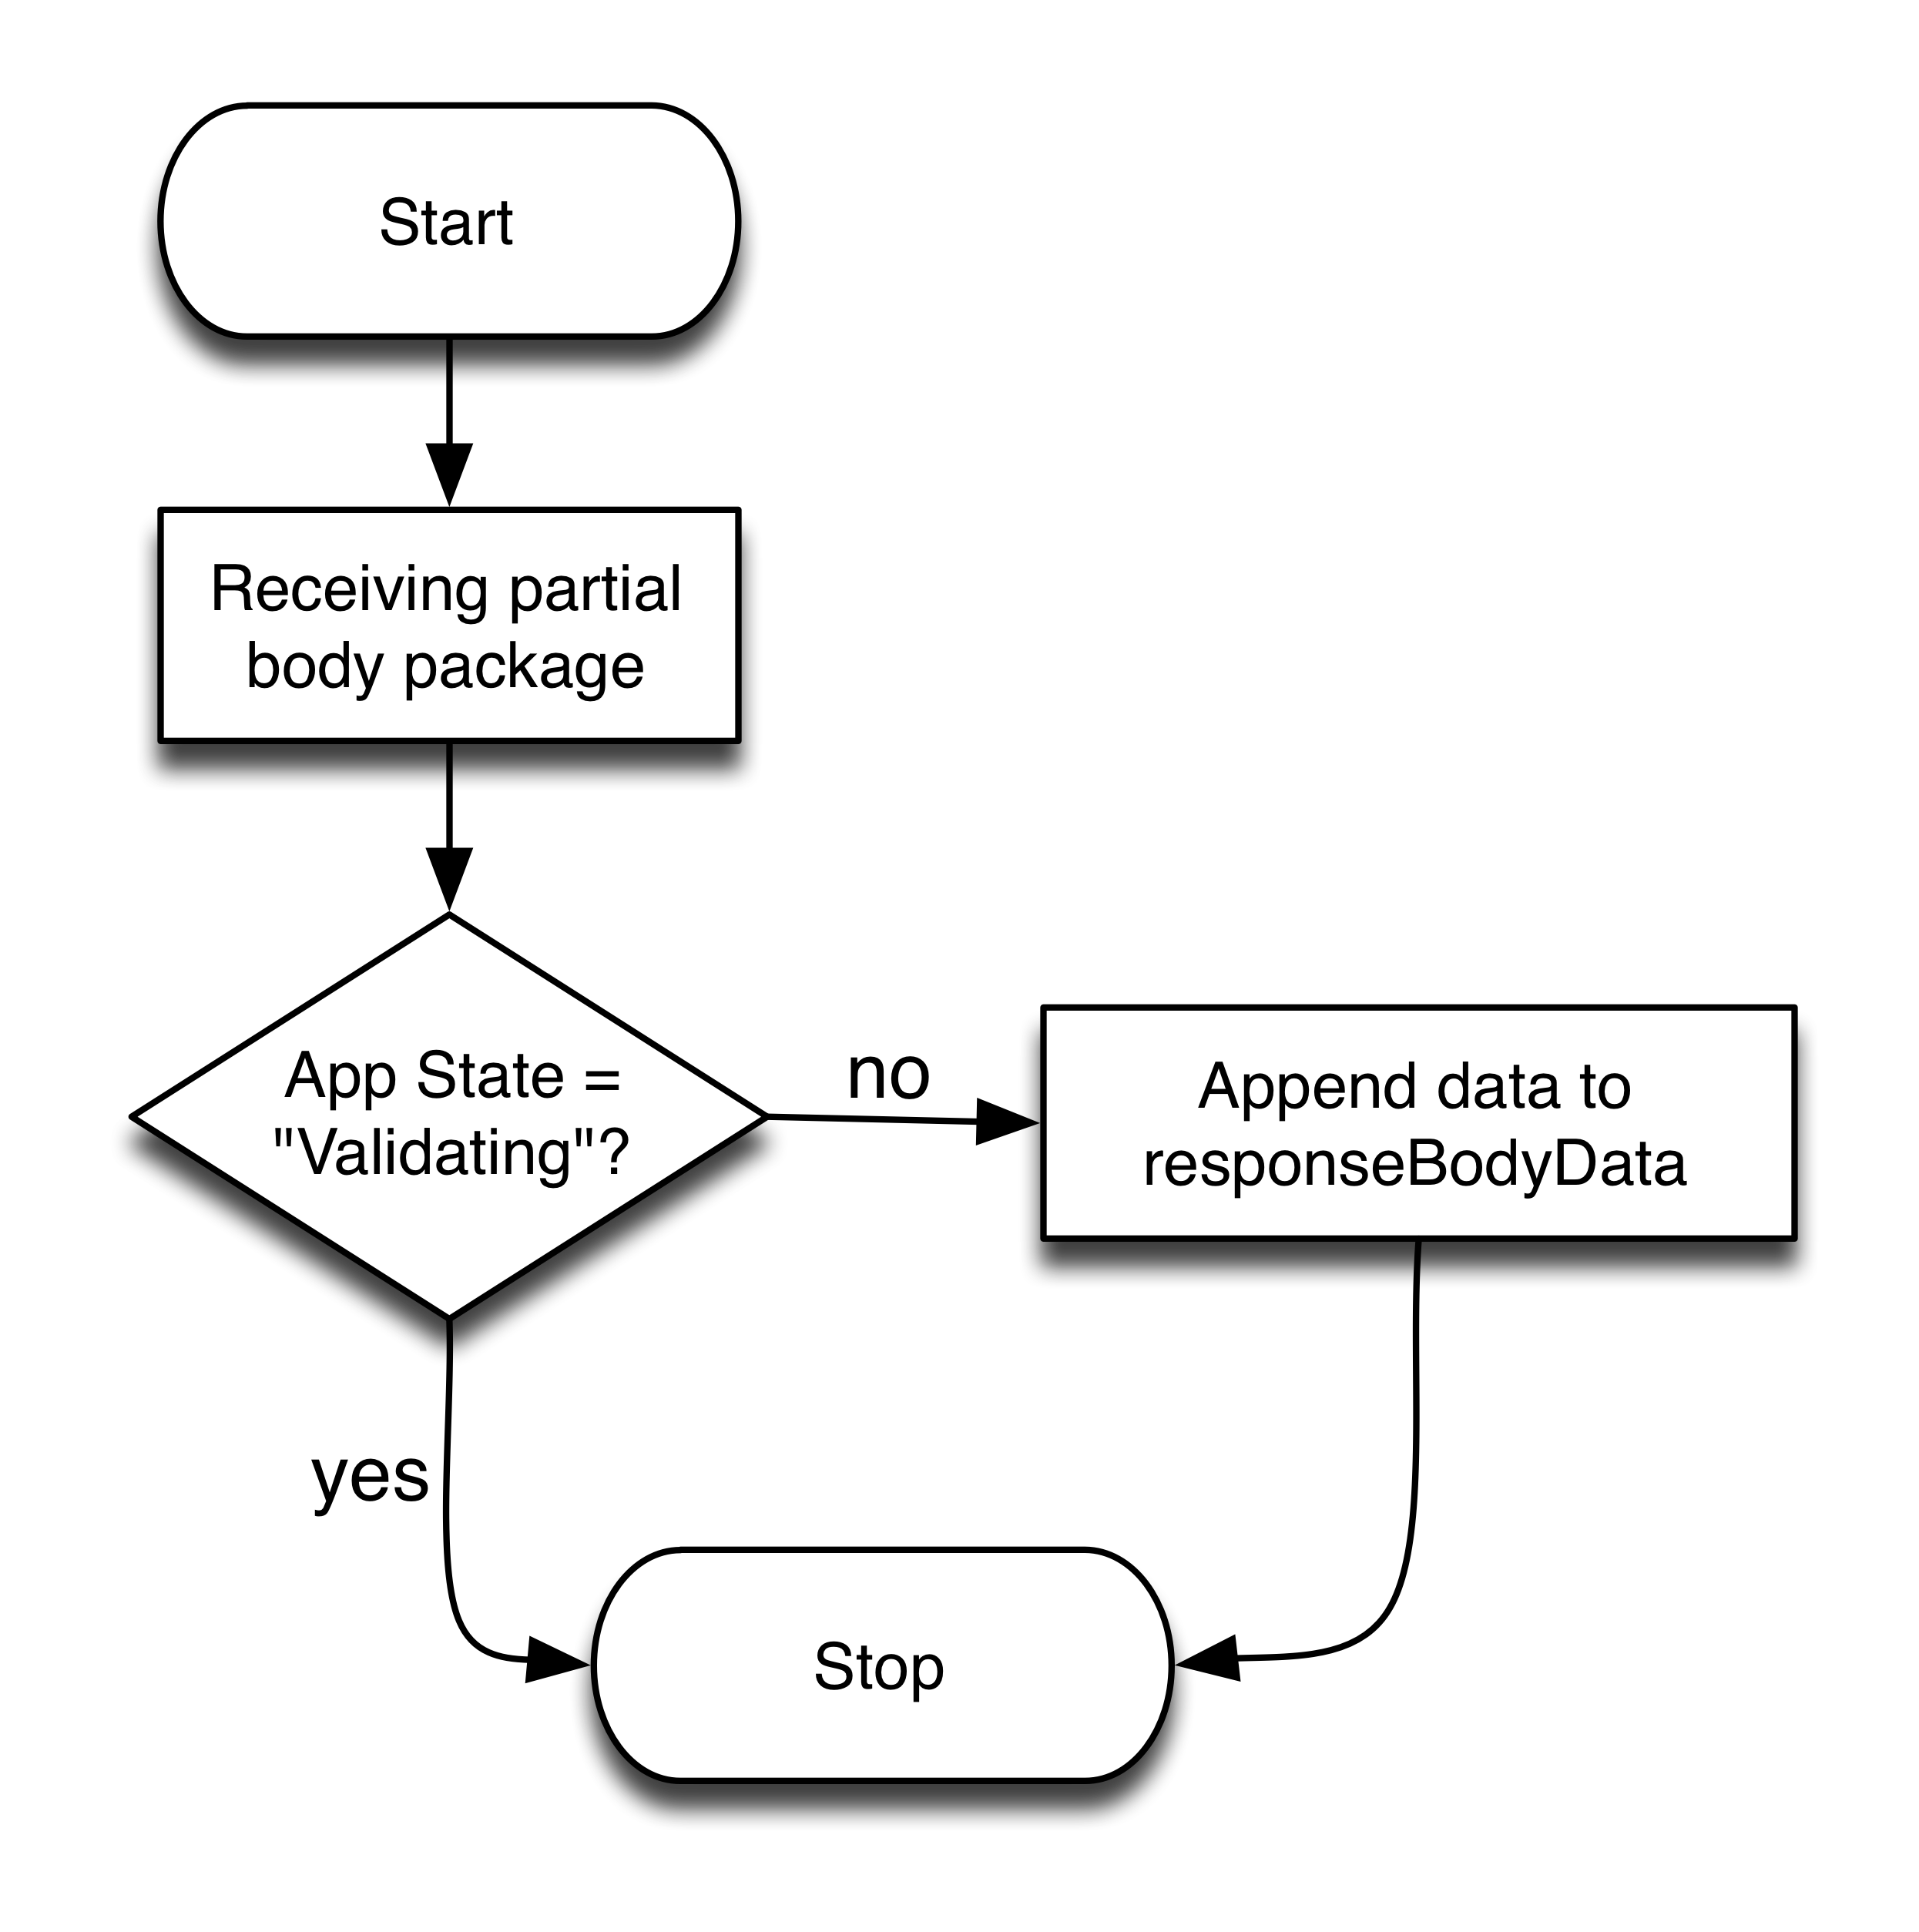 Start
Receiving partial
body package
App State =
"Validating"?
no
Append data to
responseBodyData
yes
Stop